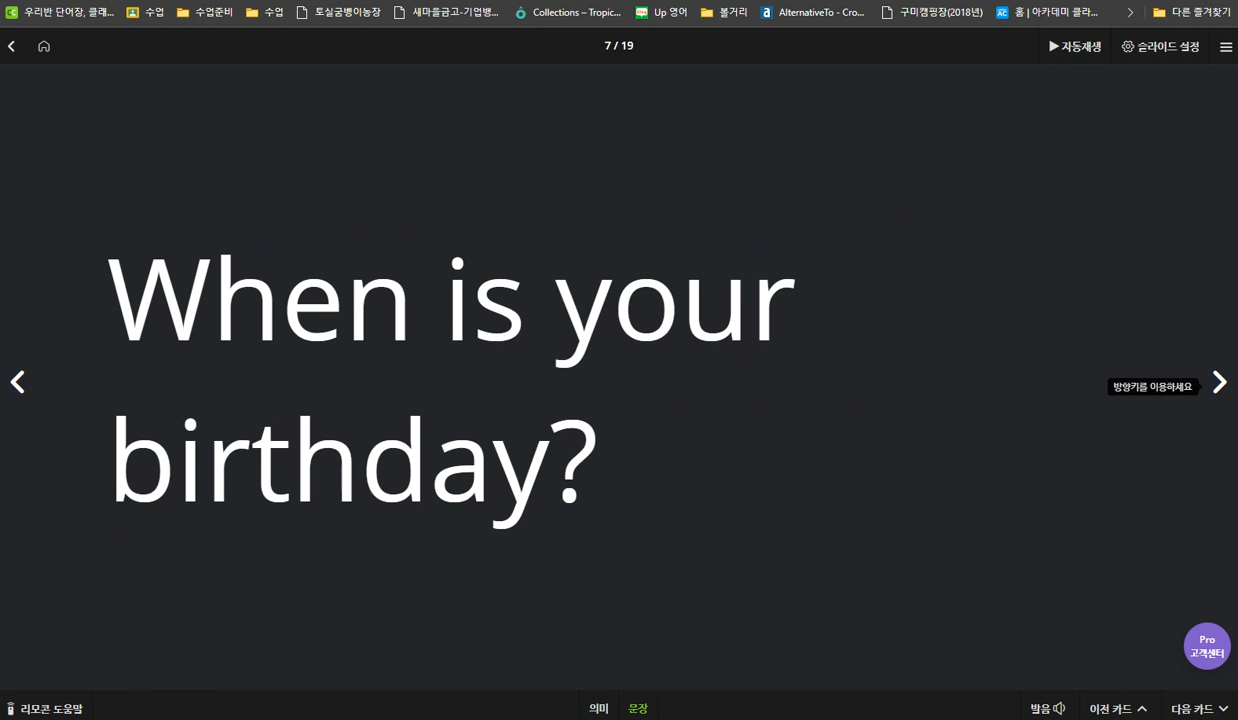 우리반 단어장, 클래... 수업 수업준비 수업 토실굼벵이농장 새마을금고-기업뱅... Collections – Tropic... Up 영어 볼거리 AlternativeTo - Cro... 구미캠핑장(2018년) 홈 | 아카데미 클라... 다른 즐겨찾기
7 / 19 자동재생 슬라이드 설정
When is your
방향키를 이용하세요
birthday?
Pro
고객센터
리모콘 도움말 의미 문장 발음 이전 카드 다음 카드